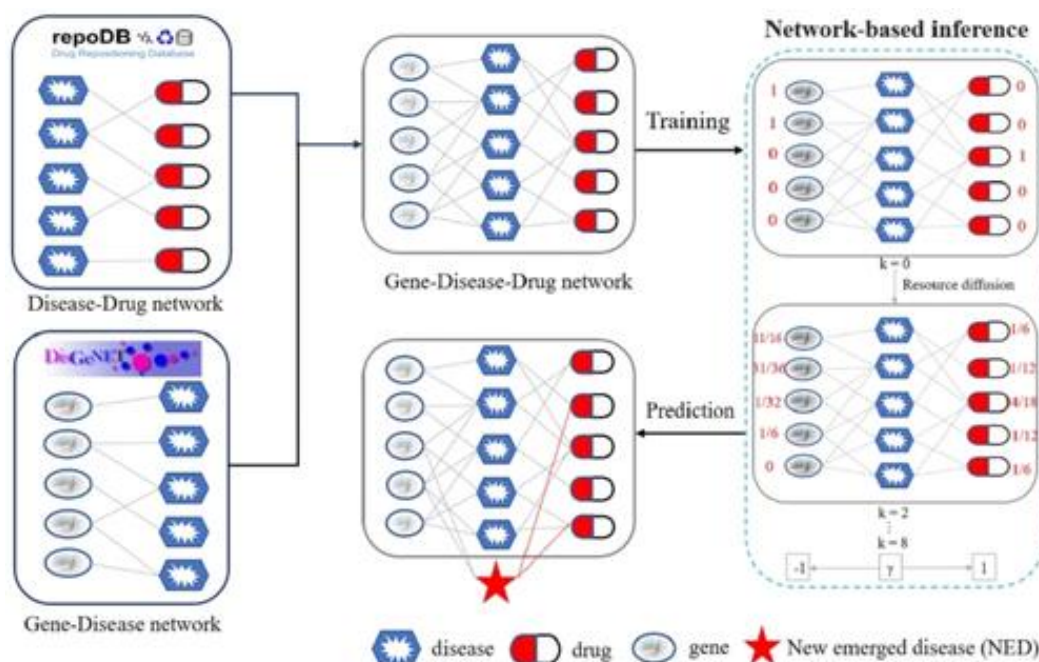 repoDB
Drug Repositioning Database
Disease-Drug network
DisGeNET
Gene-Disease network
Gene-Disease-Drug network
Training
Network-based inference
1
1
0
0
0
0
0
1
0
0
k = 0
Resource diffusion
11/16
31/36
1/32
1/6
0
1/6
1/12
1/12
1/6
k = 2
⋮
k = 8
-1
γ
1
Prediction
disease
drug
gene
New emerged disease (NED)